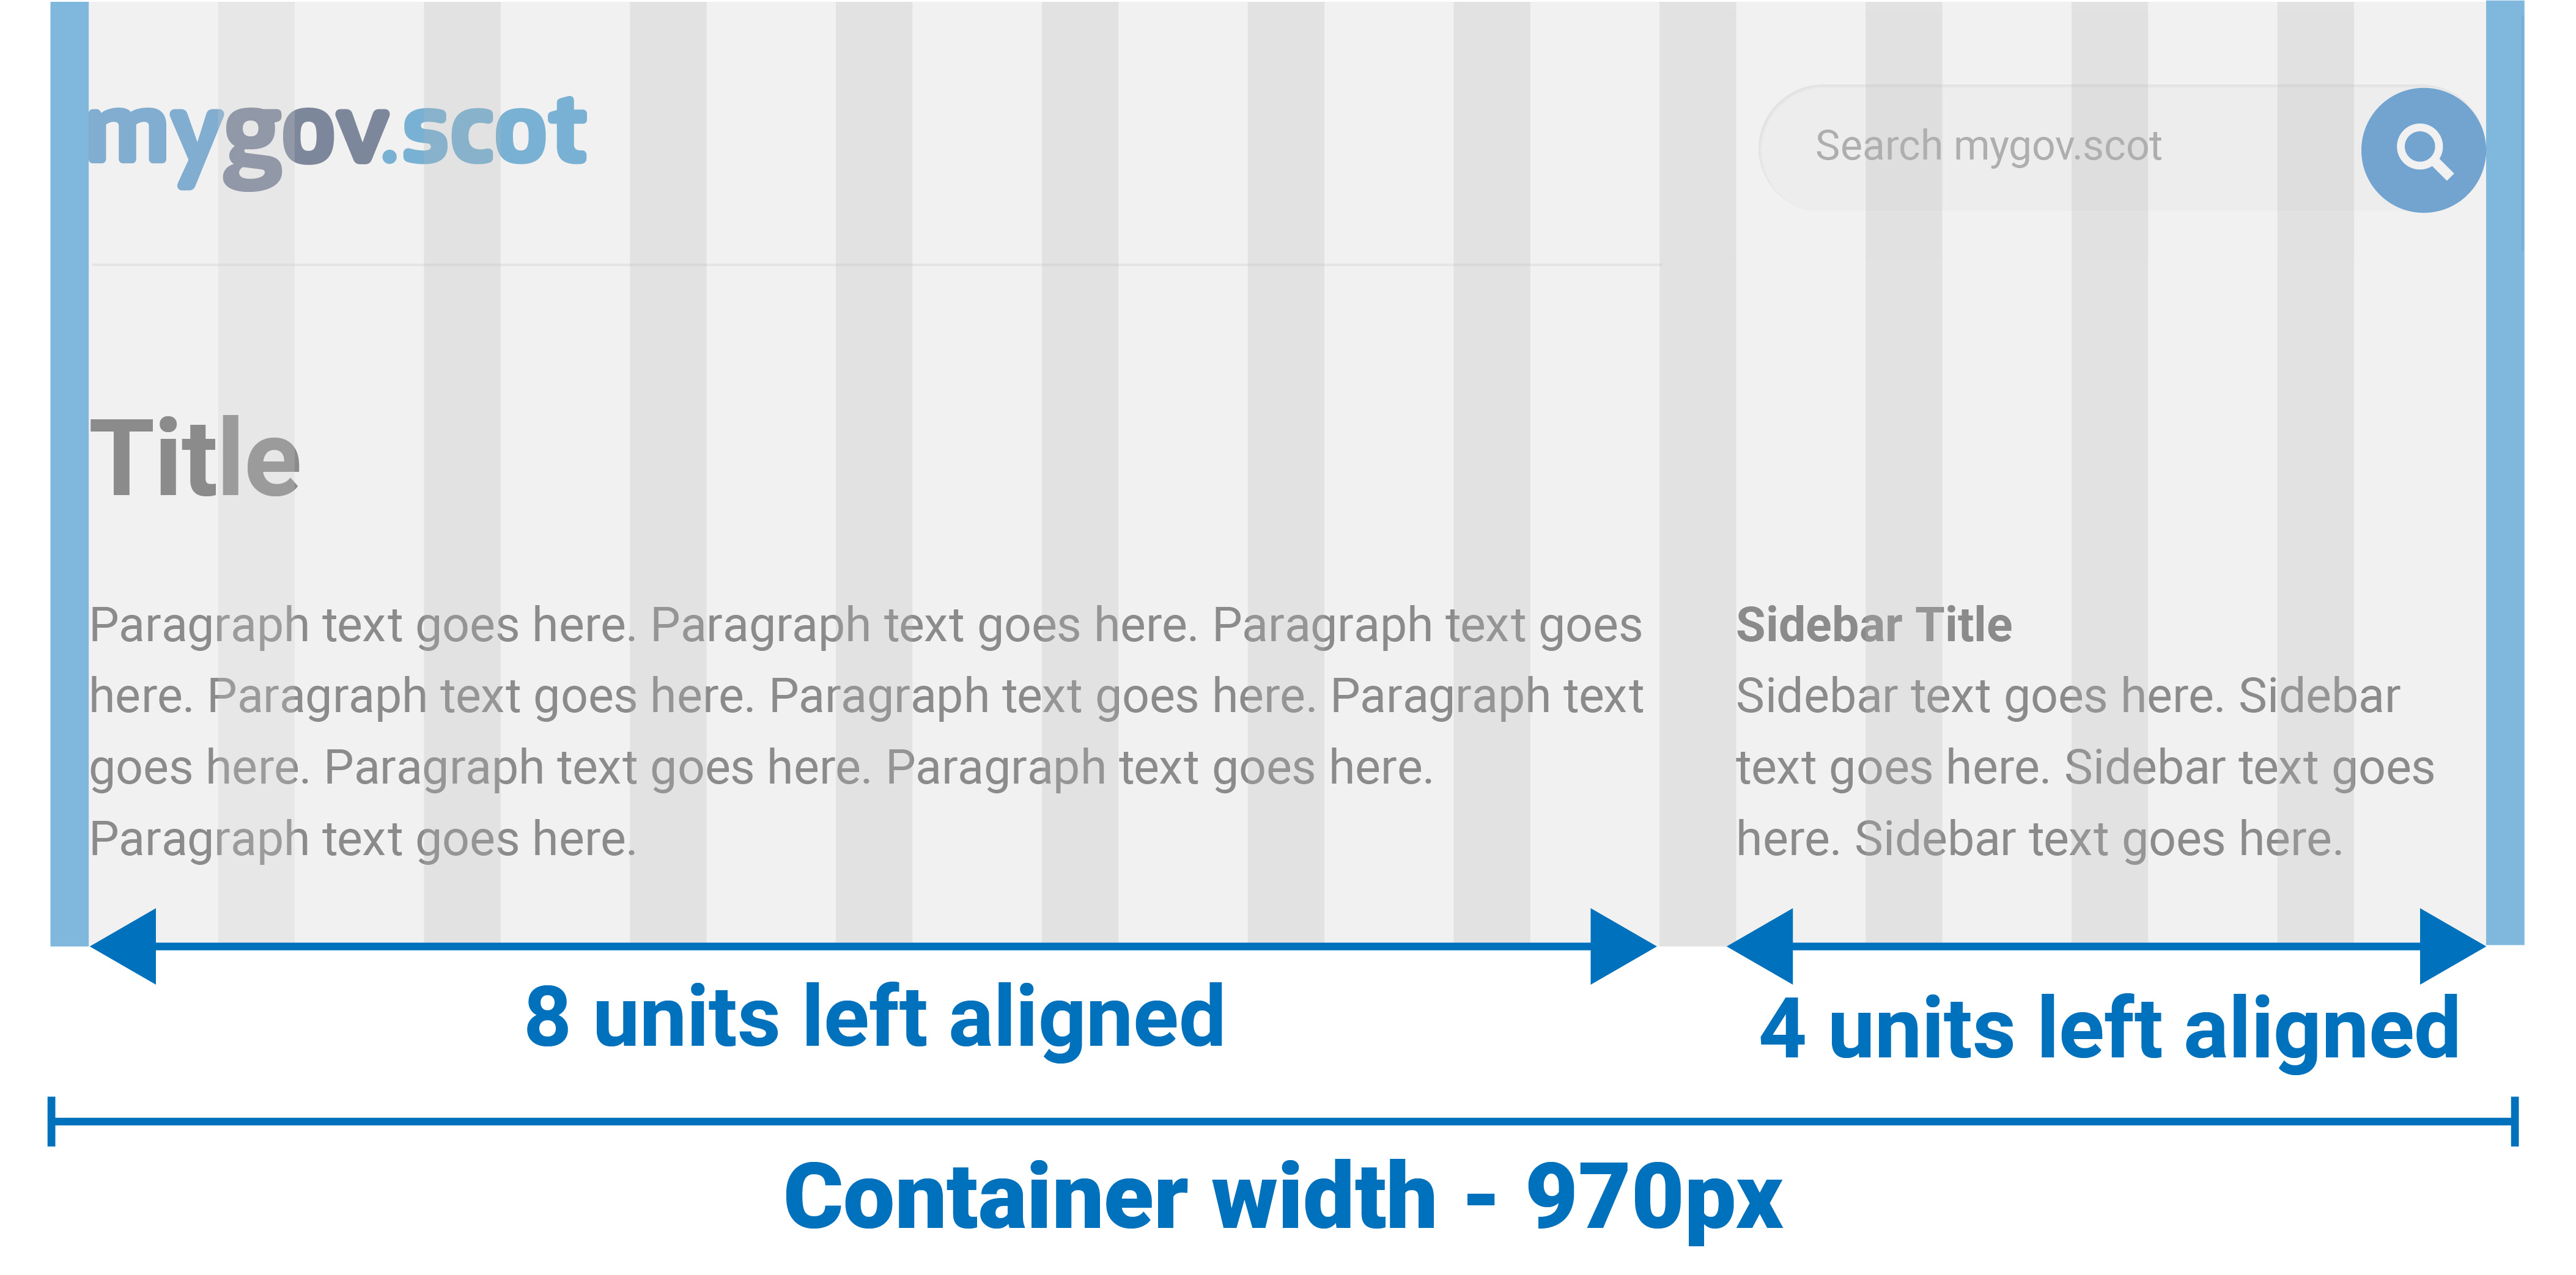 mygov.scot
Search mygov.scot
Title
Paragraph text goes here. Paragraph text goes here. Paragraph text goes
here. Paragraph text goes here. Paragraph text goes here. Paragraph text
goes here. Paragraph text goes here. Paragraph text goes here.
Paragraph text goes here.
Sidebar Title
Sidebar text goes here. Sidebar
text goes here. Sidebar text goes
here. Sidebar text goes here.
8 units left aligned
4 units left aligned
Container width - 970px